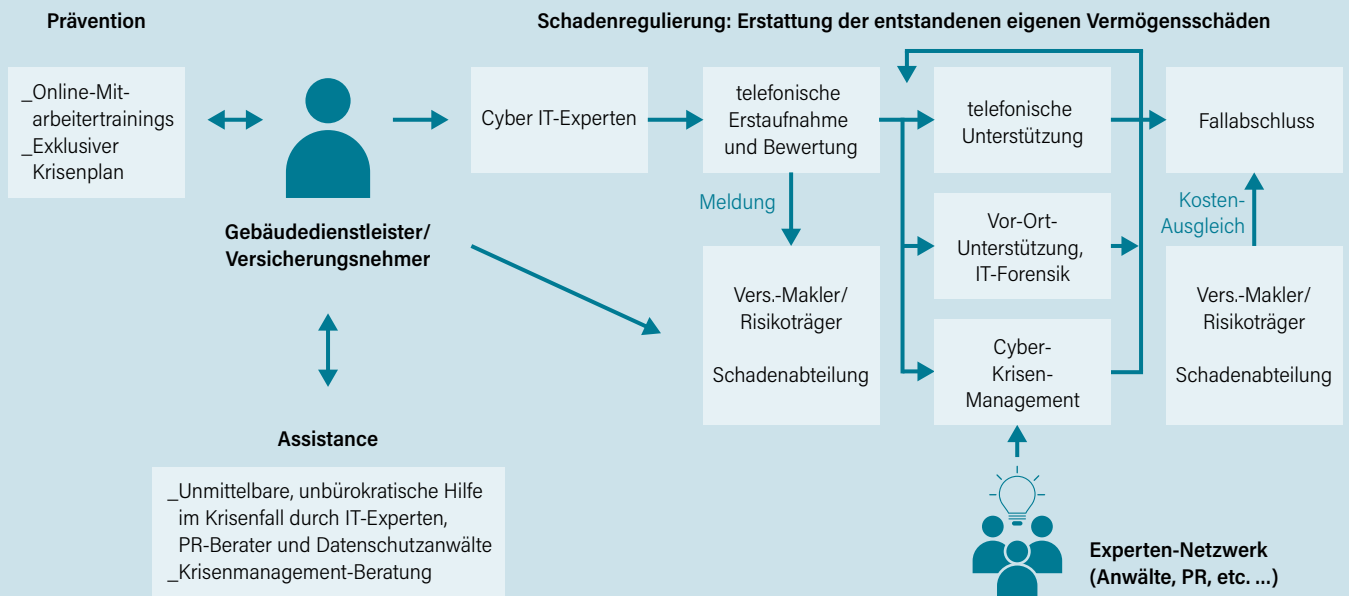 Prävention
_Online-Mit-
arbeitertrainings
_Exklusiver
Krisenplan
Gebäudedienstleister/
Versicherungsnehmer
Assistance
_Unmittelbare, unbürokratische Hilfe
im Krisenfall durch IT-Experten,
PR-Berater und Datenschutzanwälte
_Krisenmanagement-Beratung
Schadenregulierung: Erstattung der entstandenen eigenen Vermögensschäden
Cyber IT-Experten
telefonische
Erstaufnahme
und Bewertung
Meldung
Vers.-Makler/
Risikoträger
Schadenabteilung
telefonische
Unterstützung
Vor-Ort-
Unterstützung,
IT-Forensik
Cyber-
Krisen-
Management
Experten-Netzwerk
(Anwälte, PR, etc. ...)
Fallabschluss
Kosten-
Ausgleich
Vers.-Makler/
Risikoträger
Schadenabteilung